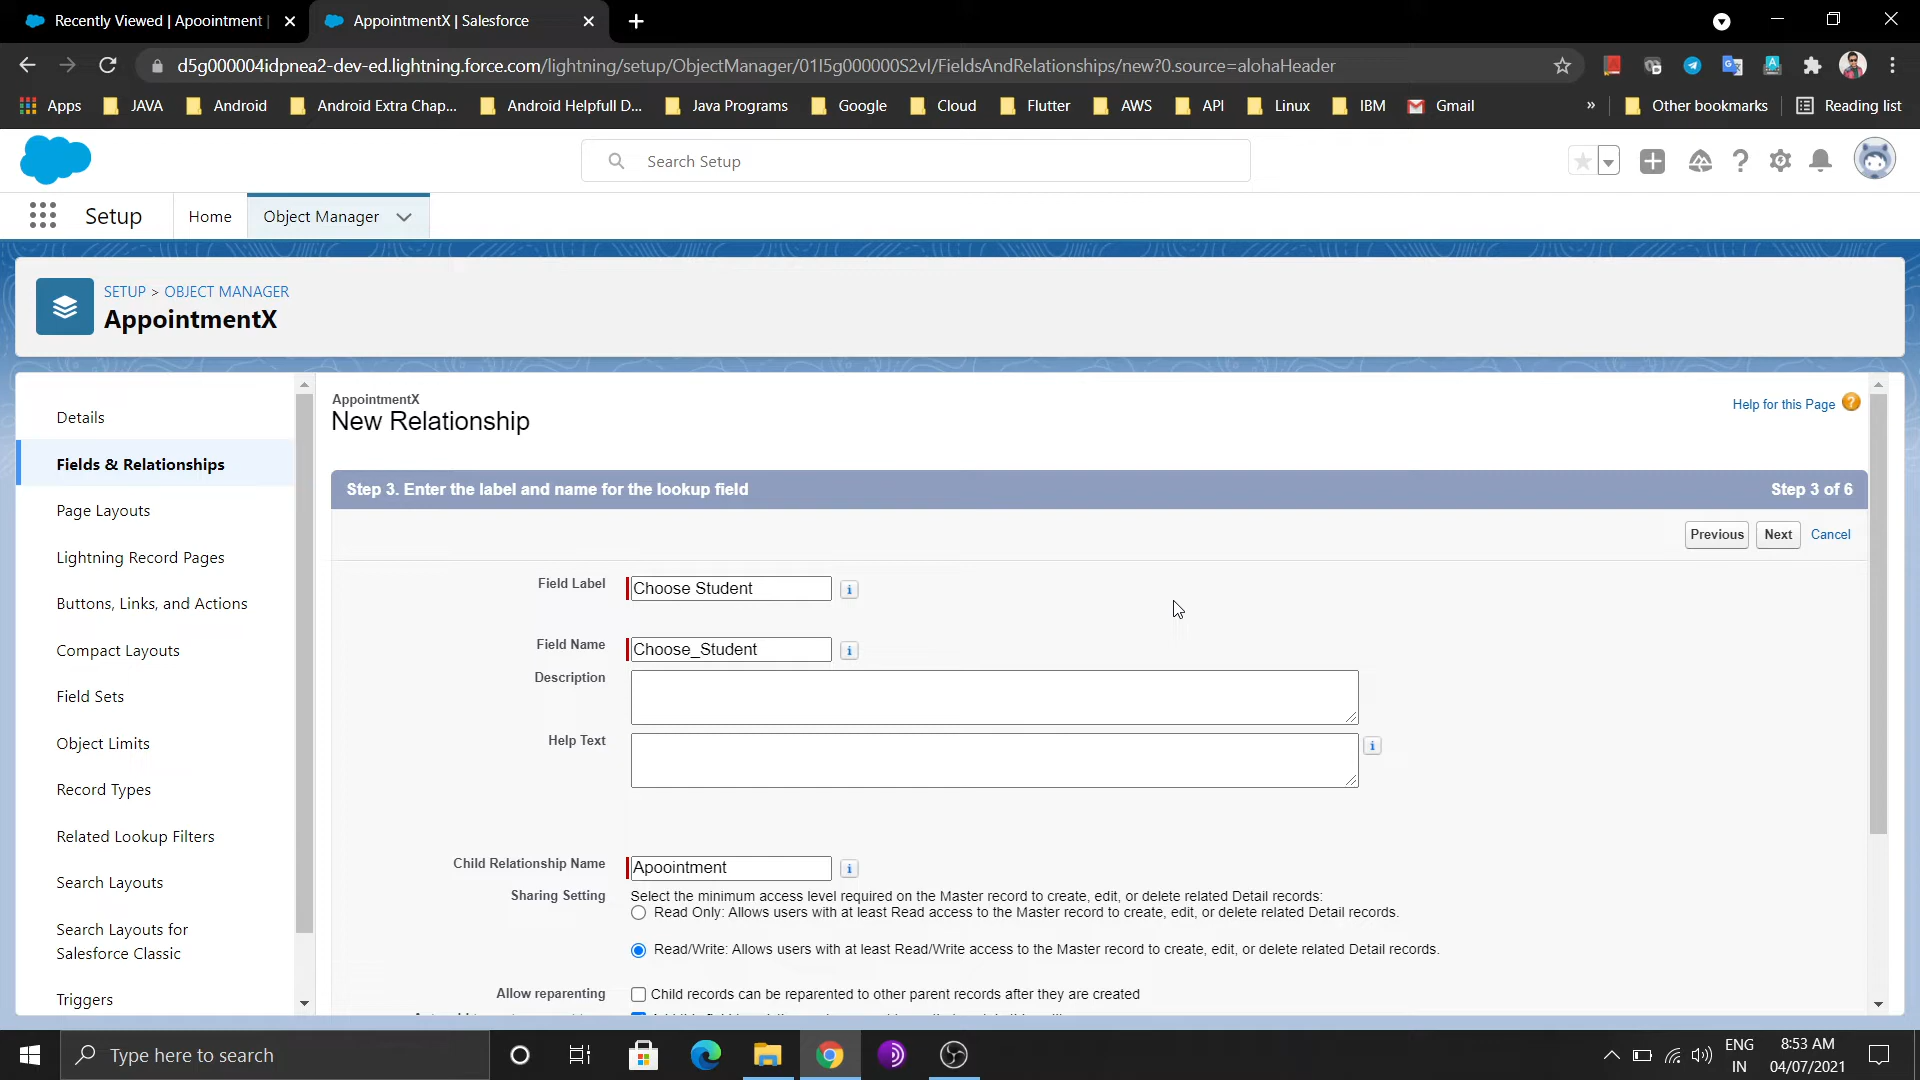 Recently Viewed | Apoointment |
AppointmentX | Salesforce
d5g000004idpnea2-dev-ed.lightning.force.com/lightning/setup/ObjectManager/01I5g000000S2vl/FieldsAndRelationships/new?0.source=alohaHeader
Apps JAVA Android Android Extra Chap... Android Helpfull D... Java Programs Google Cloud Flutter AWS API Linux IBM Gmail » Other bookmarks Reading list
Search Setup
Setup Home Object Manager
SETUP > OBJECT MANAGER
AppointmentX
Details
Fields & Relationships
Page Layouts
Lightning Record Pages
Buttons, Links, and Actions
Compact Layouts
Field Sets
Object Limits
Record Types
Related Lookup Filters
Search Layouts
Search Layouts for
Salesforce Classic
Triggers
AppointmentX
New Relationship
Help for this Page
Step 3. Enter the label and name for the lookup field Step 3 of 6
Previous Next Cancel
Field Label Choose Student
Field Name Choose_Student
Description
Help Text
Child Relationship Name Apoointment
Sharing Setting Select the minimum access level required on the Master record to create, edit, or delete related Detail records:
Read Only: Allows users with at least Read access to the Master record to create, edit, or delete related Detail records.
Read/Write: Allows users with at least Read/Write access to the Master record to create, edit, or delete related Detail records.
Allow reparenting Child records can be reparented to other parent records after they are created
Type here to search
ENG
IN
8:53 AM
04/07/2021